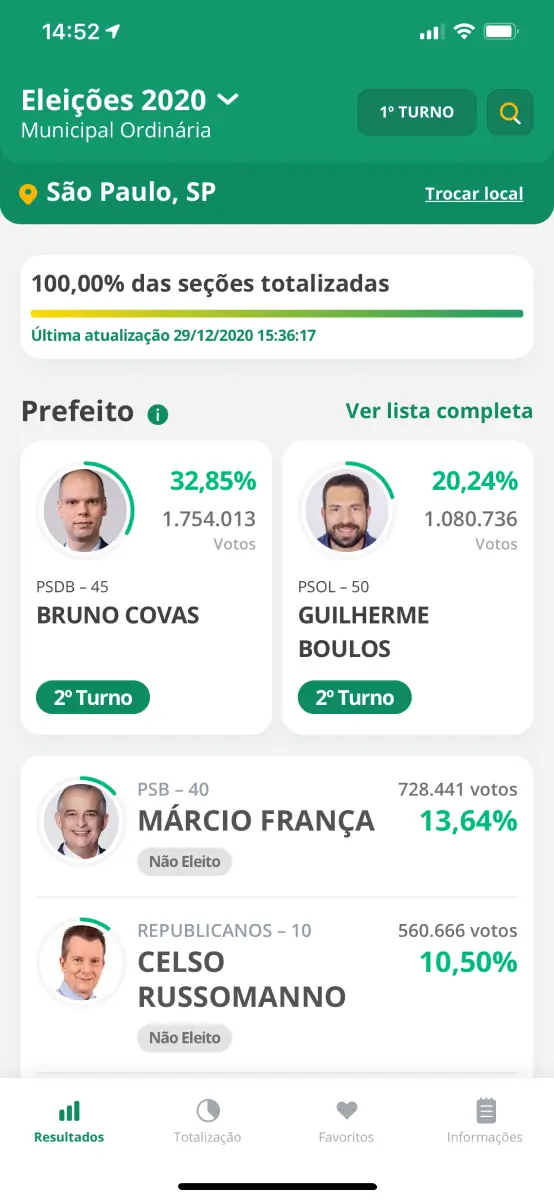 14:52
Eleições 2020
1º TURNO
Municipal Ordinária
São Paulo, SP
Trocar local
100,00% das seções totalizadas
Última atualização 29/12/2020 15:36:17
Prefeito
Ver lista completa
32,85%
1.754.013
Votos
PSDB – 45
BRUNO COVAS
2º Turno
20,24%
1.080.736
Votos
PSOL – 50
GUILHERME
BOULOS
2º Turno
PSB – 40
728.441 votos
MÁRCIO FRANÇA
13,64%
Não Eleito
REPUBLICANOS – 10
560.666 votos
CELSO
10,50%
RUSSOMANNO
Não Eleito
Resultados
Totalização
Favoritos
Informações